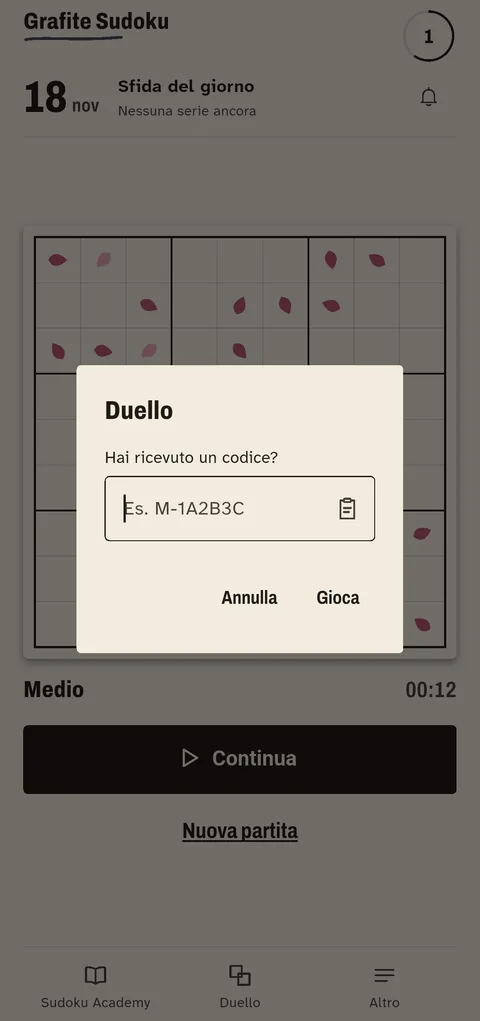 Grafite Sudoku
1
18 nov
Sfida del giorno
Nessuna serie ancora
Duello
Hai ricevuto un codice?
Es. M-1A2B3C
Annulla
Gioca
Medio
00:12
Continua
Nuova partita
Sudoku Academy
Duello
Altro